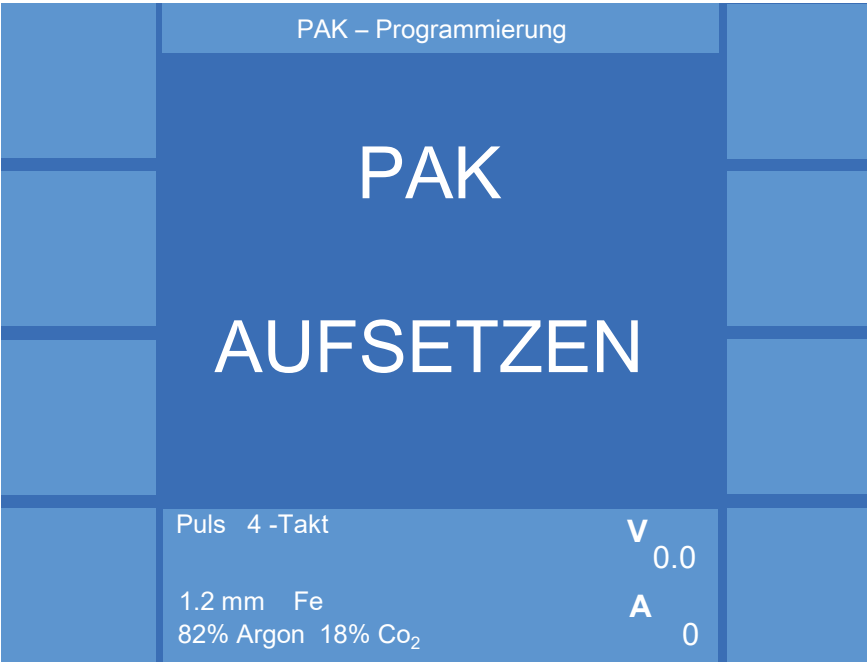 PAK – Programmierung
PAK
AUFSETZEN
Puls 4 -Takt
V
0.0
1.2 mm Fe
A
82% Argon 18% Co₂
0